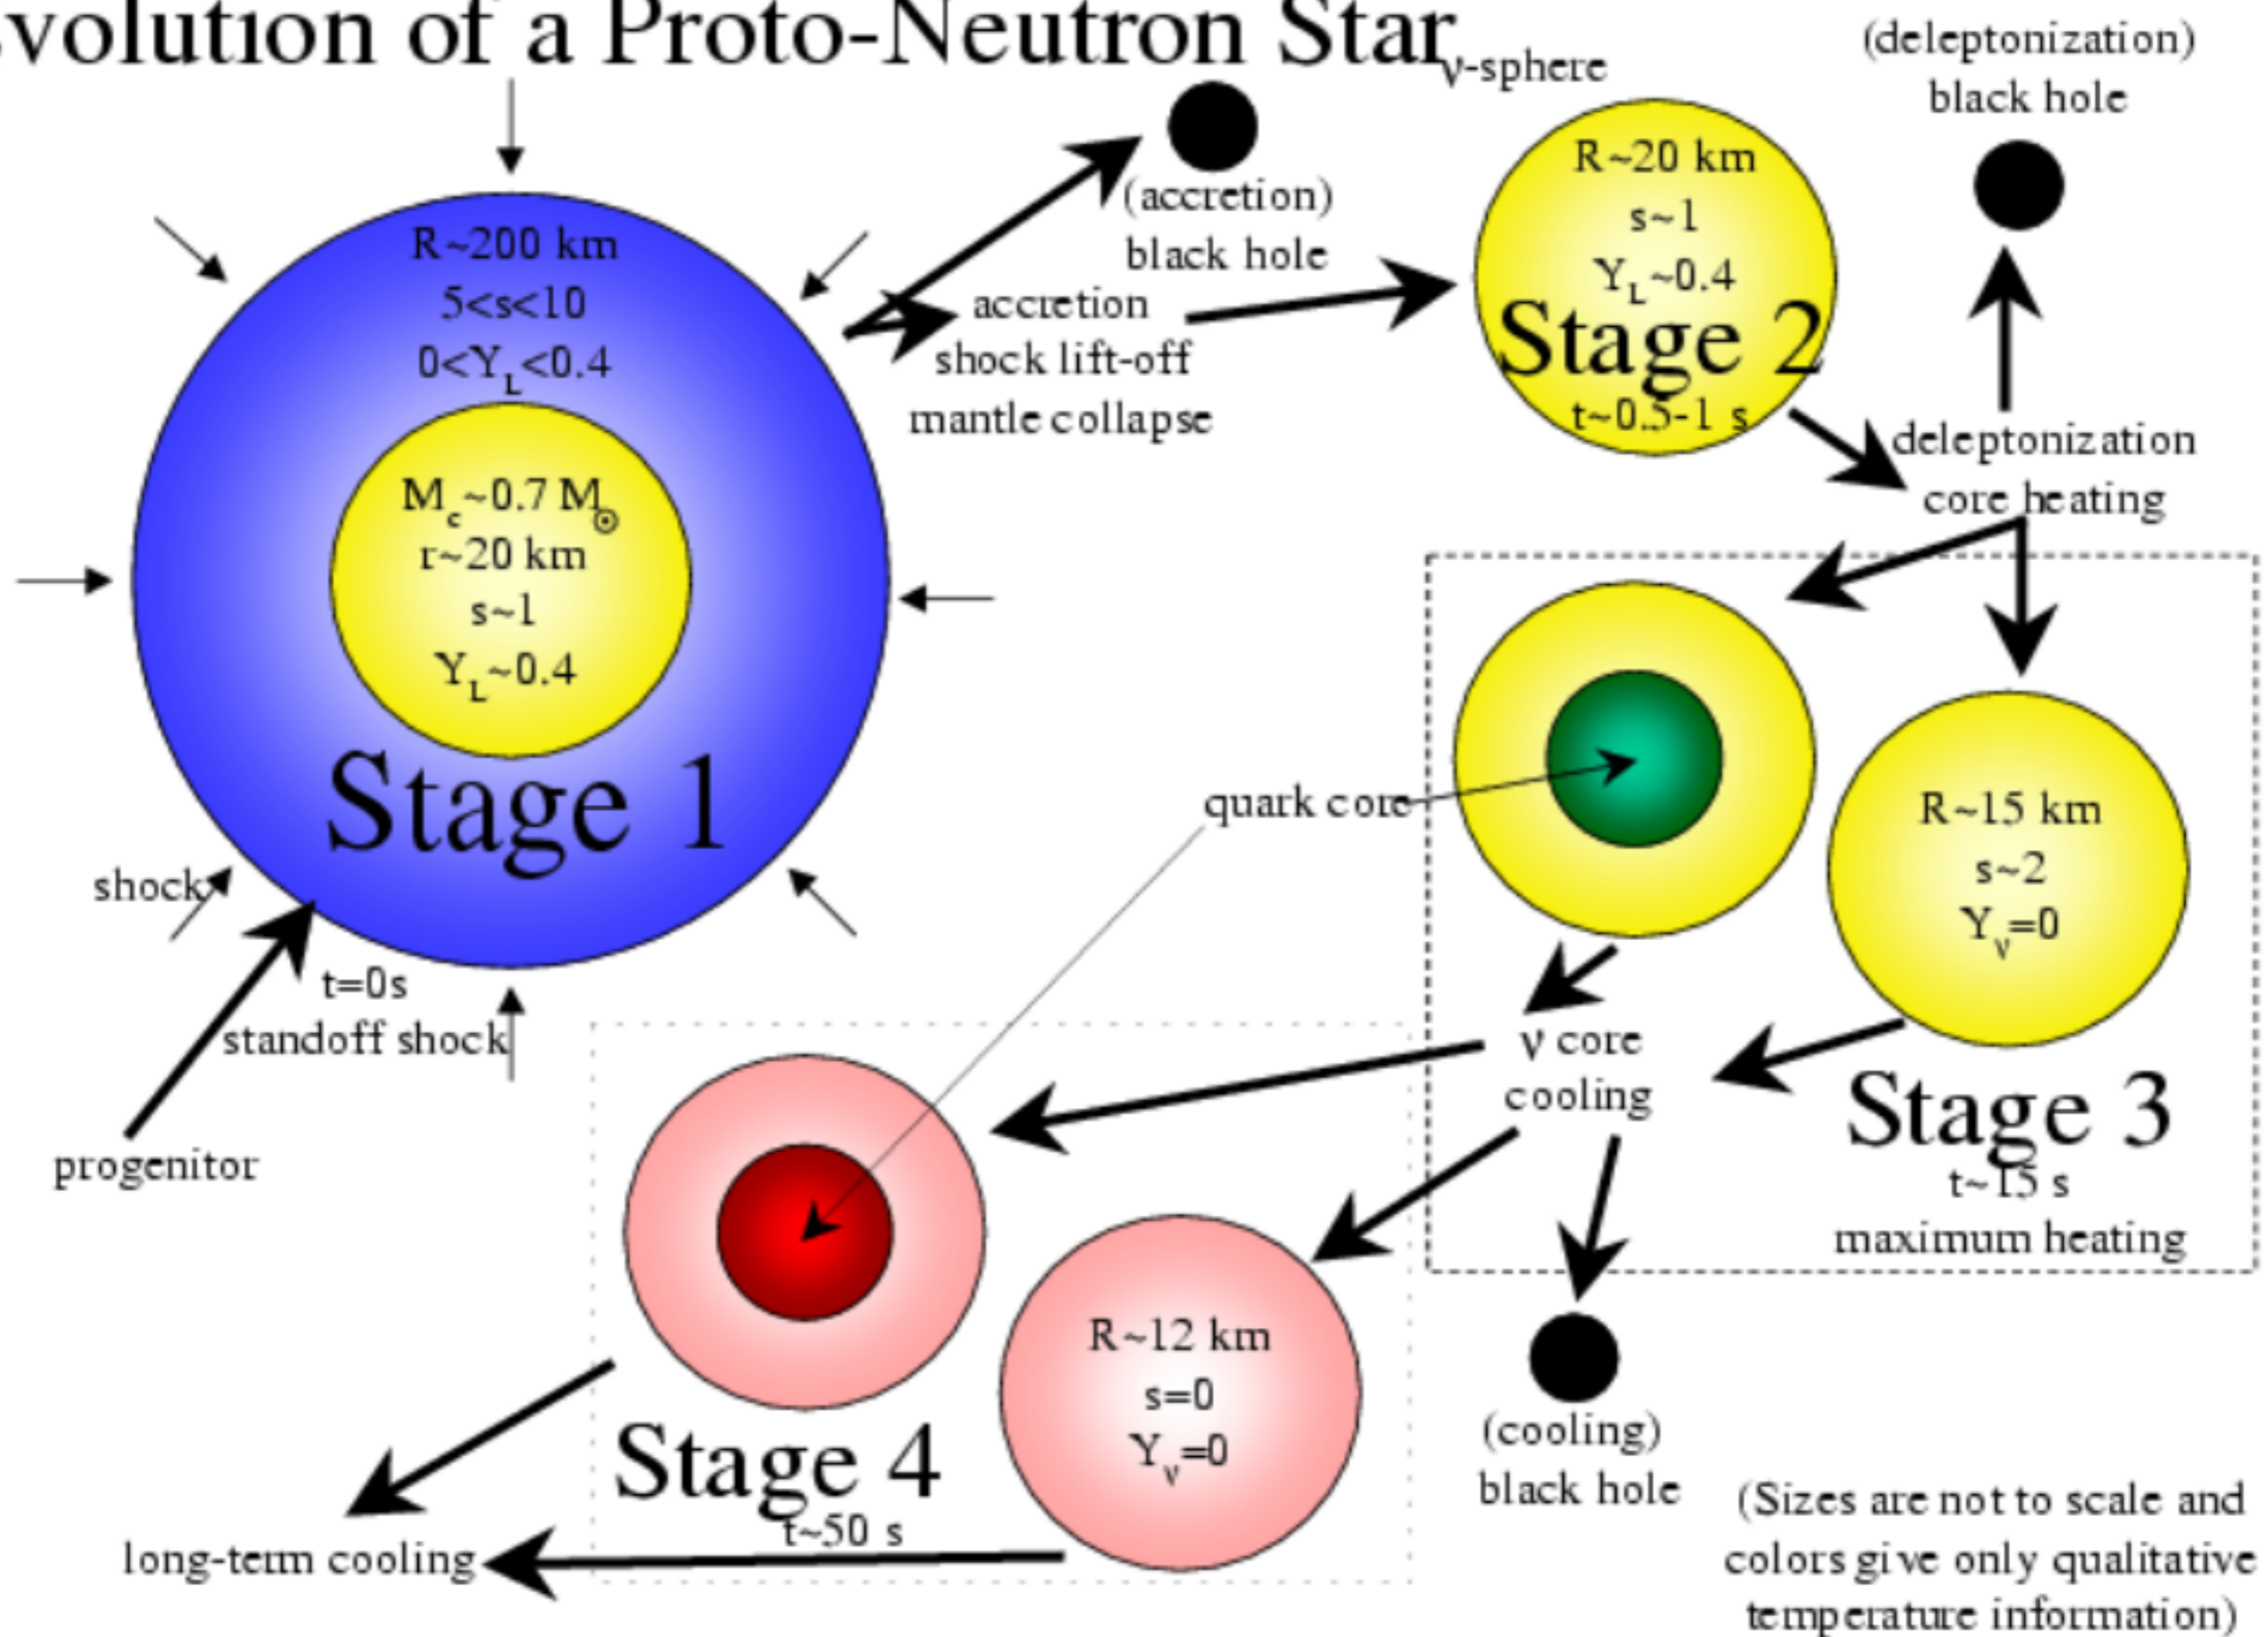 volution of a Proto-Neutron Star
ν-sphere
(deleptonization)
black hole
R~200 km
5<s<10
0<Y_L<0.4
M_c~0.7 M_⊙
r~20 km
s~1
Y_L~0.4
Stage 1
shock
t=0s
standoff shock
progenitor
(accretion)
black hole
accretion
shock lift-off
mantle collapse
R~20 km
s~1
Y_L~0.4
Stage 2
t~0.5-1 s
deleptonization
core heating
quark core
R~15 km
s~2
Y_ν=0
Stage 3
t~15 s
maximum heating
ν core
cooling
R~12 km
s=0
Y_ν=0
Stage 4
t~50 s
long-term cooling
(cooling)
black hole
(Sizes are not to scale and
colors give only qualitative
temperature information)